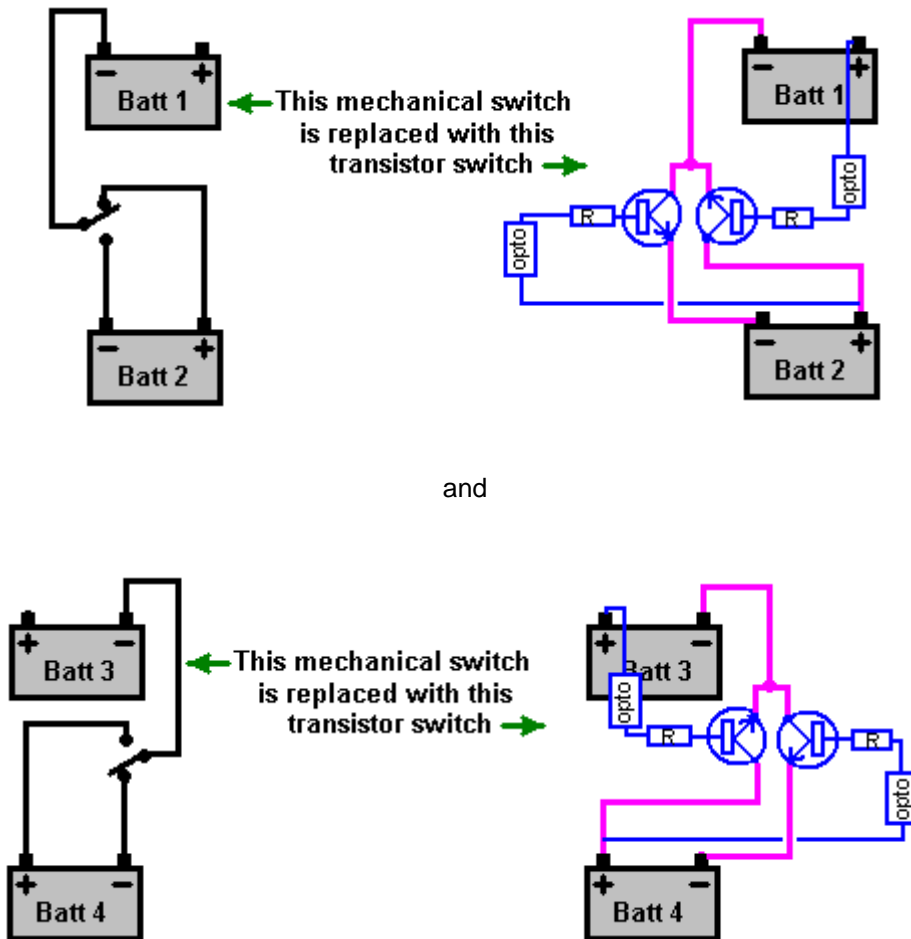 - +
Batt 1
This mechanical switch
is replaced with this
transistor switch
- +
Batt 1
opto
R
R
opto
- +
Batt 2
- +
Batt 2
and
+ -
Batt 3
This mechanical switch
is replaced with this
transistor switch
+ -
Batt 3
opto
R
R
opto
+ -
Batt 4
+ -
Batt 4